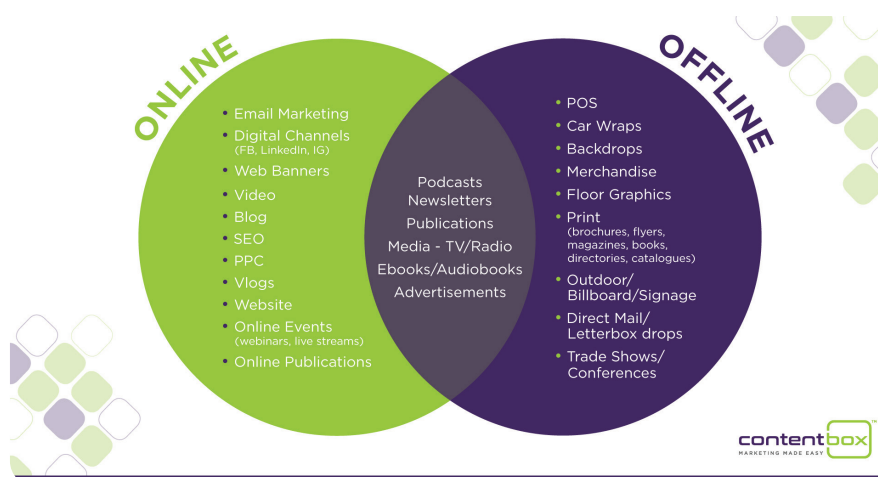 ONLINE
• Email Marketing
• Digital Channels
(FB, LinkedIn, IG)
• Web Banners
• Video
• Blog
• SEO
• PPC
• Vlogs
• Website
• Online Events
(webinars, live streams)
• Online Publications
Podcasts
Newsletters
Publications
Media - TV/Radio
Ebooks/Audiobooks
Advertisements
OFFLINE
• POS
• Car Wraps
• Backdrops
• Merchandise
• Floor Graphics
• Print
(brochures, flyers,
magazines, books,
directories, catalogues)
• Outdoor/
Billboard/Signage
• Direct Mail/
Letterbox drops
• Trade Shows/
Conferences
contentbox™
MARKETING MADE EASY